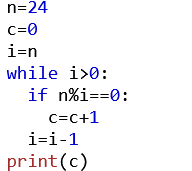 n=24
c=0
i=n
while i>0:
  if n%i==0:
    c=c+1
  i=i-1
print(c)